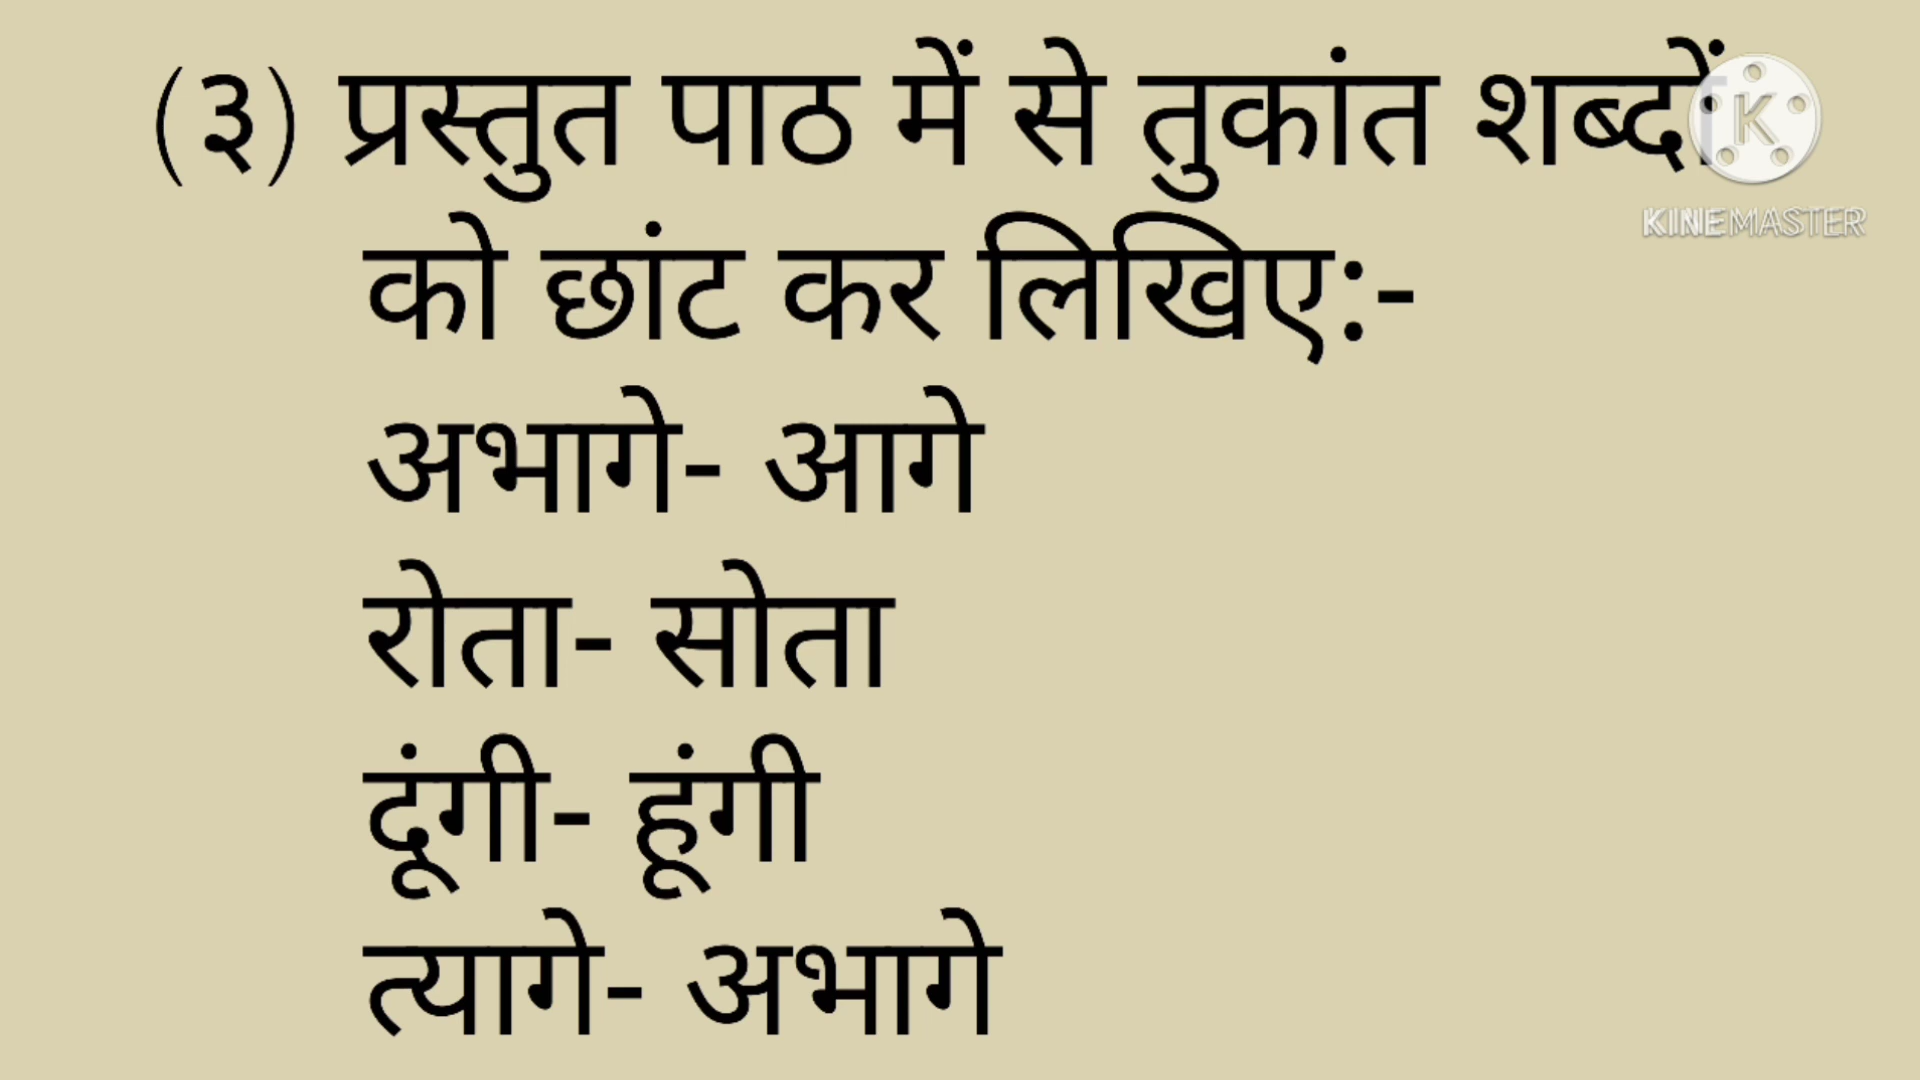 (३) प्रस्तुत पाठ में से तुकांत शब्दों
को छांट कर लिखिए:-
अभागे- आगे
रोता- सोता
दूंगी- हूंगी
त्यागे- अभागे
K
KINEMASTER